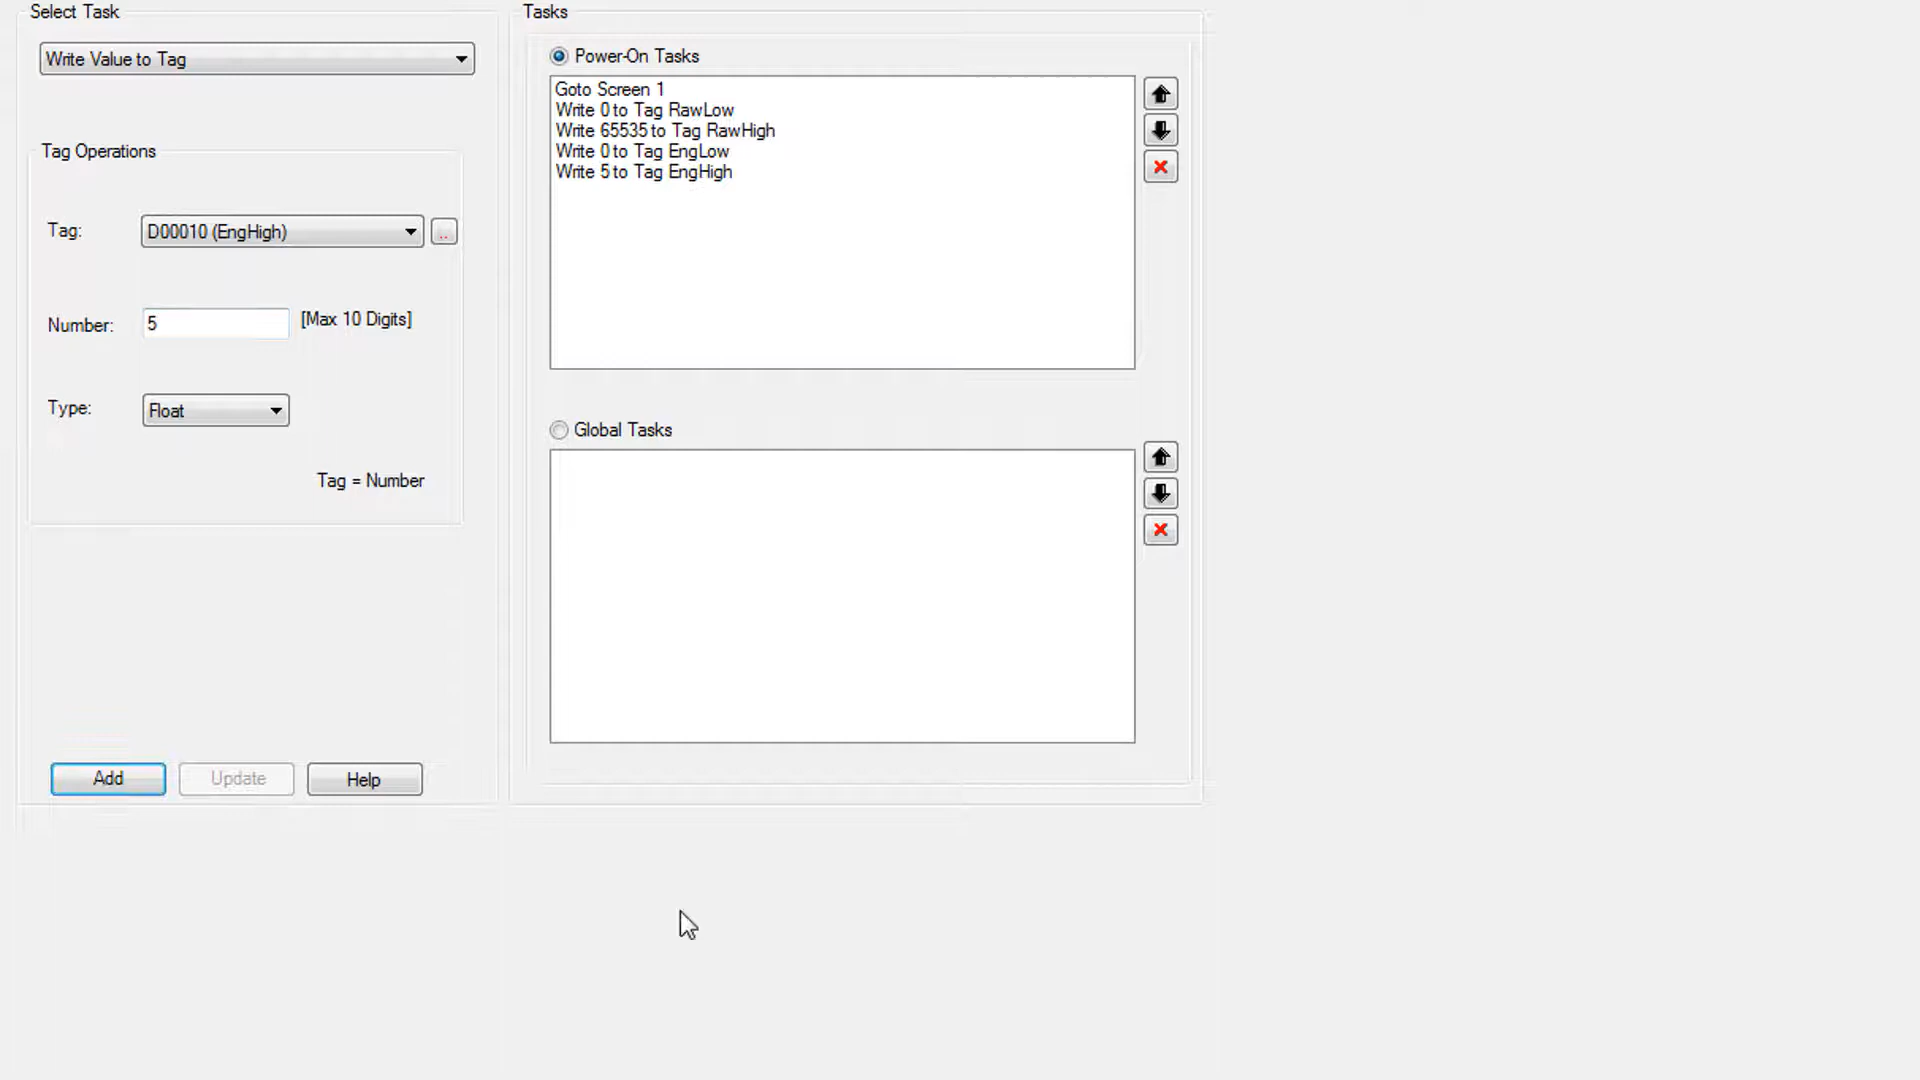 Select Task
Write Value to Tag
Tag Operations
Tag:
D00010 (EngHigh)
..
Number:
5
[Max 10 Digits]
Type:
Float
Tag = Number
Add
Update
Help
Tasks
Power-On Tasks
Goto Screen 1
Write 0 to Tag RawLow
Write 65535 to Tag RawHigh
Write 0 to Tag EngLow
Write 5 to Tag EngHigh
Global Tasks